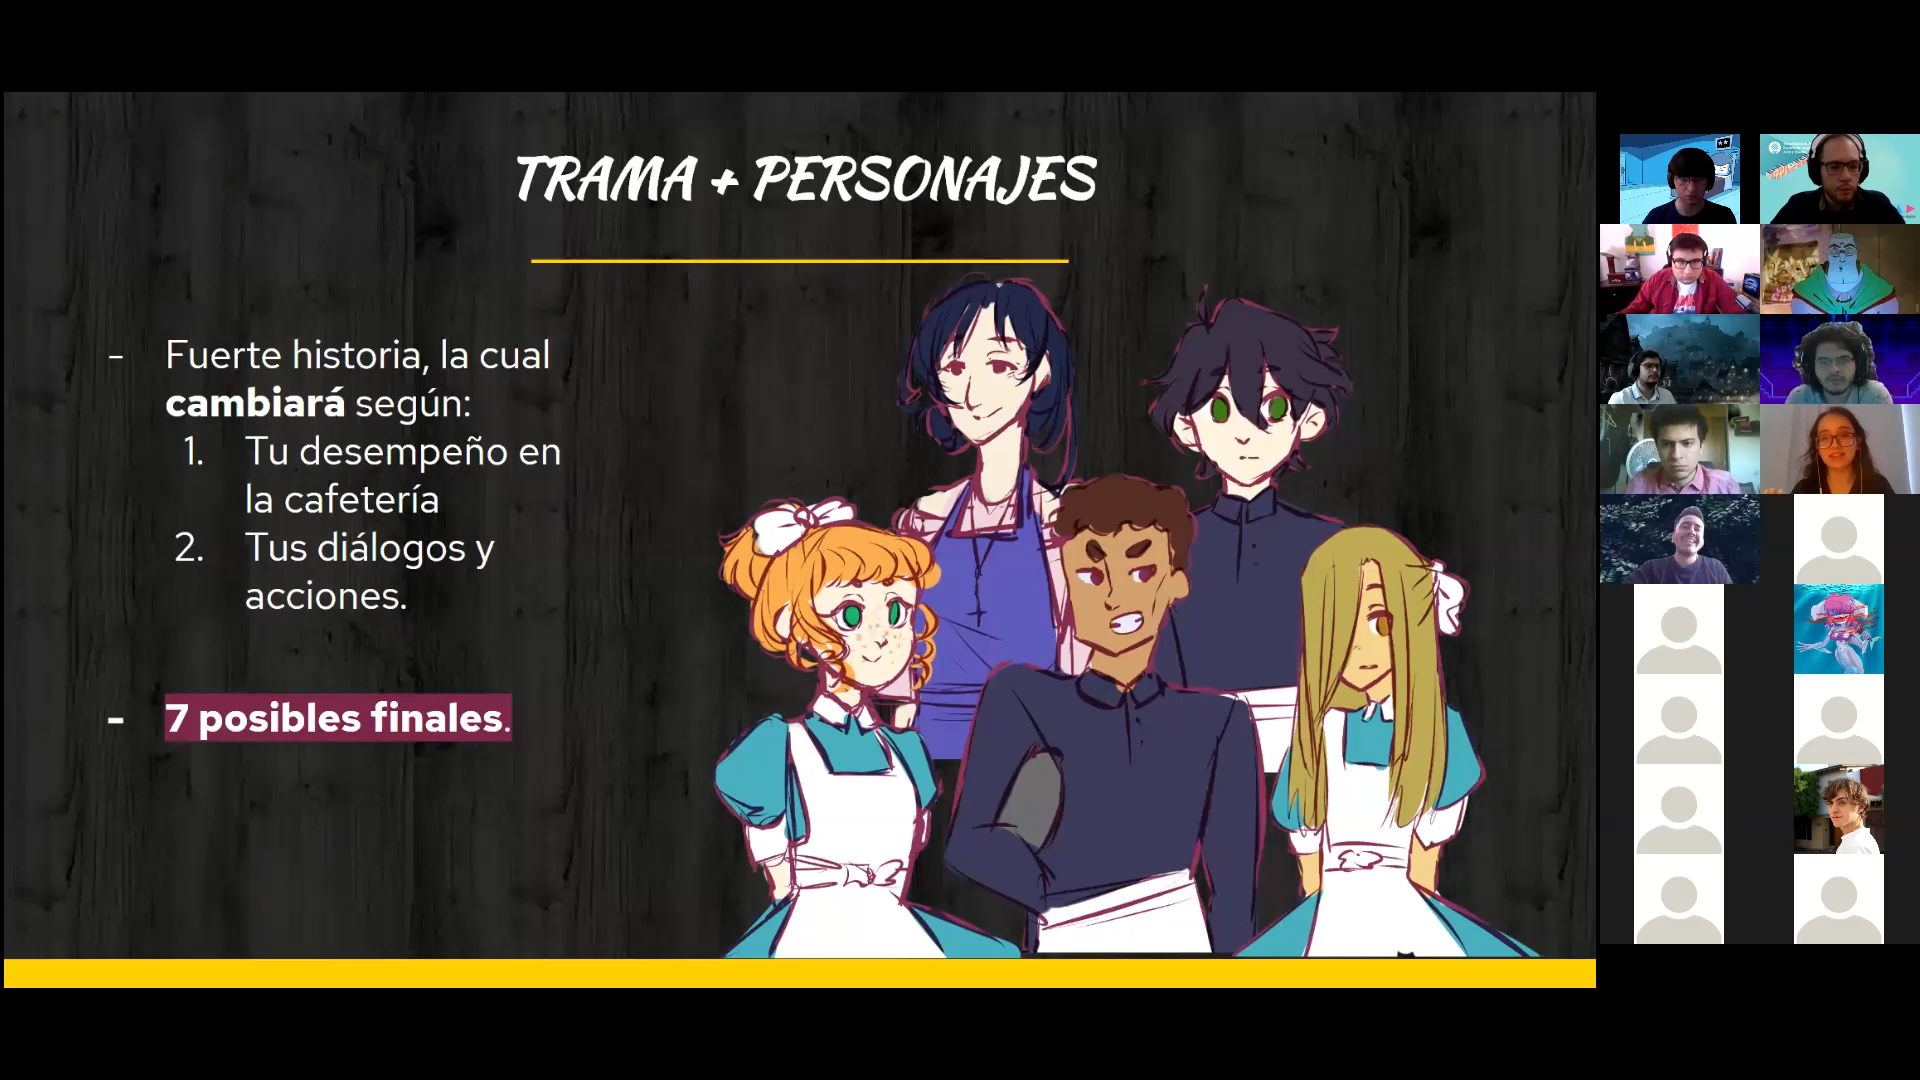 TRAMA + PERSONAJES
- Fuerte historia, la cual
cambiará según:
1. Tu desempeño en
la cafetería
2. Tus diálogos y
acciones.
- 7 posibles finales.